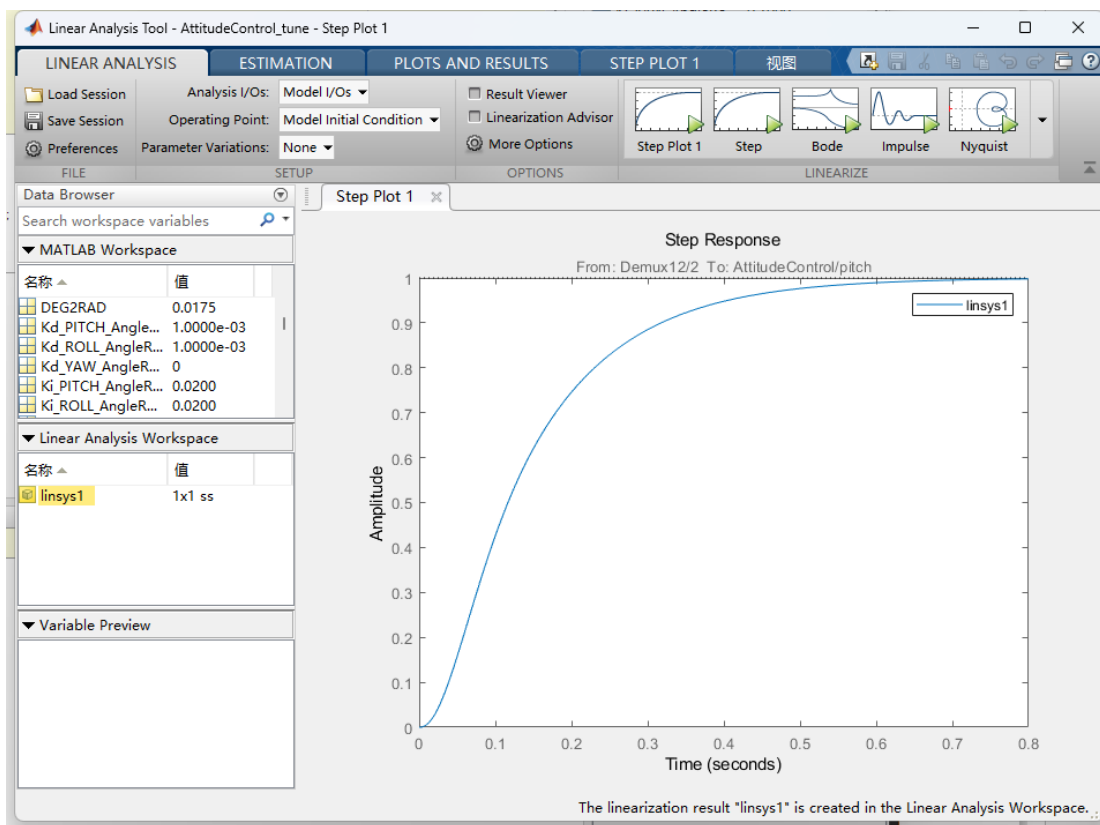 Linear Analysis Tool - AttitudeControl_tune - Step Plot 1
LINEAR ANALYSIS ESTIMATION PLOTS AND RESULTS STEP PLOT 1 视图
Load Session
Save Session
Preferences
FILE
Analysis I/Os: Model I/Os
Operating Point: Model Initial Condition
Parameter Variations: None
SETUP
Result Viewer
Linearization Advisor
More Options
OPTIONS
Step Plot 1 Step Bode Impulse Nyquist
LINEARIZE
Data Browser
Search workspace variables
MATLAB Workspace
名称 值
DEG2RAD 0.0175
Kd_PITCH_Angle... 1.0000e-03
Kd_ROLL_AngleR... 1.0000e-03
Kd_YAW_AngleR... 0
Ki_PITCH_AngleR... 0.0200
Ki_ROLL_AngleR... 0.0200
Linear Analysis Workspace
名称 值
linsys1 1x1 ss
Variable Preview
Step Plot 1
Step Response
From: Demux12/2 To: AttitudeControl/pitch
linsys1
Amplitude
1
0.9
0.8
0.7
0.6
0.5
0.4
0.3
0.2
0.1
0
0 0.1 0.2 0.3 0.4 0.5 0.6 0.7 0.8
Time (seconds)
The linearization result "linsys1" is created in the Linear Analysis Workspace.